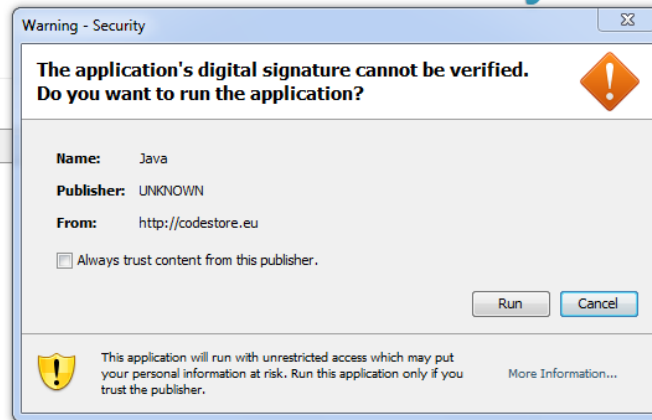 Warning - Security
The application's digital signature cannot be verified.
Do you want to run the application?
Name: Java
Publisher: UNKNOWN
From: http://codestore.eu
Always trust content from this publisher.
Run Cancel
This application will run with unrestricted access which may put
your personal information at risk. Run this application only if you
trust the publisher.
More Information...